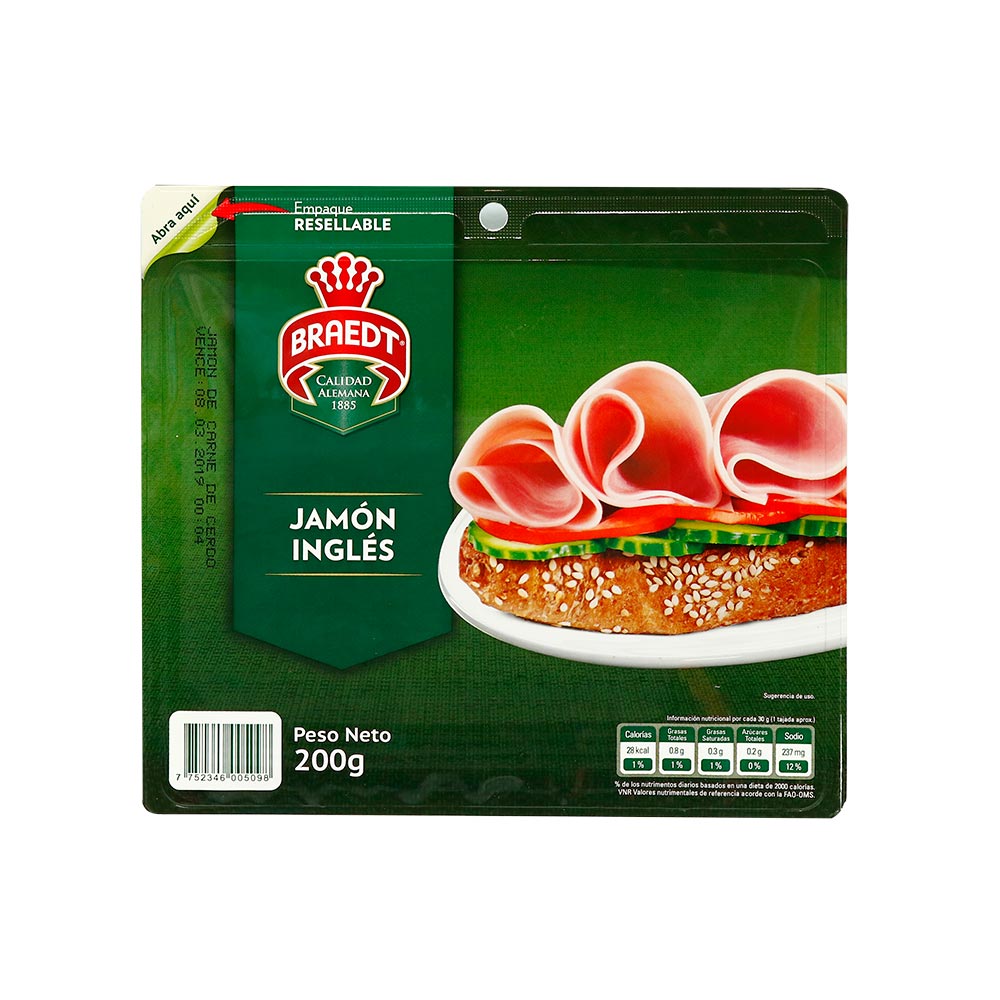 Abra aquí
Empaque
RESELLABLE
BRAEDT®
CALIDAD
ALEMANA
1885
JAMON DE CARNE DE CERDO
VENCE: 08.03.2019 00:04
JAMÓN
INGLÉS
Sugerencia de uso.
Peso Neto
200g
7 752346 005098
Información nutricional por cada 30 g (1 tajada aprox.)
Calorías Grasas Totales Grasas Saturadas Azúcares Totales Sodio
28 kcal 0.8 g 0.3 g 0.2 g 237 mg
1% 1% 1% 0% 12%
% de los nutrimentos diarios basados en una dieta de 2000 calorías.
VNR Valores nutrimentales de referencia acorde con la FAO-OMS.